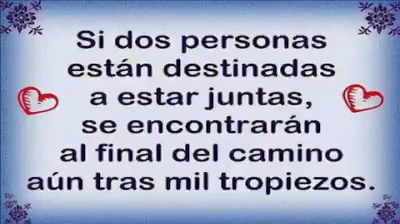 Si dos personas
están destinadas
a estar juntas,
se encontrarán
al final del camino
aún tras mil tropiezos.